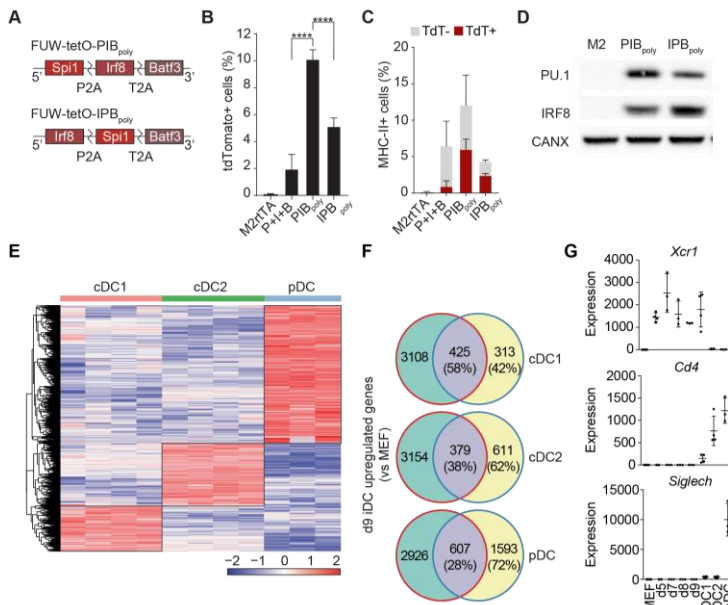 A
FUW-tetO-PIBpoly
5' Spi1 Irf8 Batf3 3'
P2A T2A
FUW-tetO-IPBpoly
5' Irf8 Spi1 Batf3 3'
P2A T2A
B
tdTomato+ cells (%)
12
10
8
6
4
2
0
****
****
M2rtTA
P+I+B
PIBpoly
IPBpoly
C
MHC-II+ cells (%)
TdT- TdT+
20
15
10
5
0
M2rtTA
P+I+B
PIBpoly
IPBpoly
D
M2 PIBpoly IPBpoly
PU.1
IRF8
CANX
E
cDC1 cDC2 pDC
−2 −1 0 1 2
F
d9 iDC upregulated genes
(vs MEF)
3108 425 (58%) 313 (42%) cDC1
3154 379 (38%) 611 (62%) cDC2
2926 607 (28%) 1593 (72%) pDC
G
Xcr1
Expression
4000
3000
2000
1000
0
Cd4
Expression
1500
1000
500
0
Siglech
Expression
15000
10000
5000
0
MEF
d5
d7
d8
d9
DC1
DC2